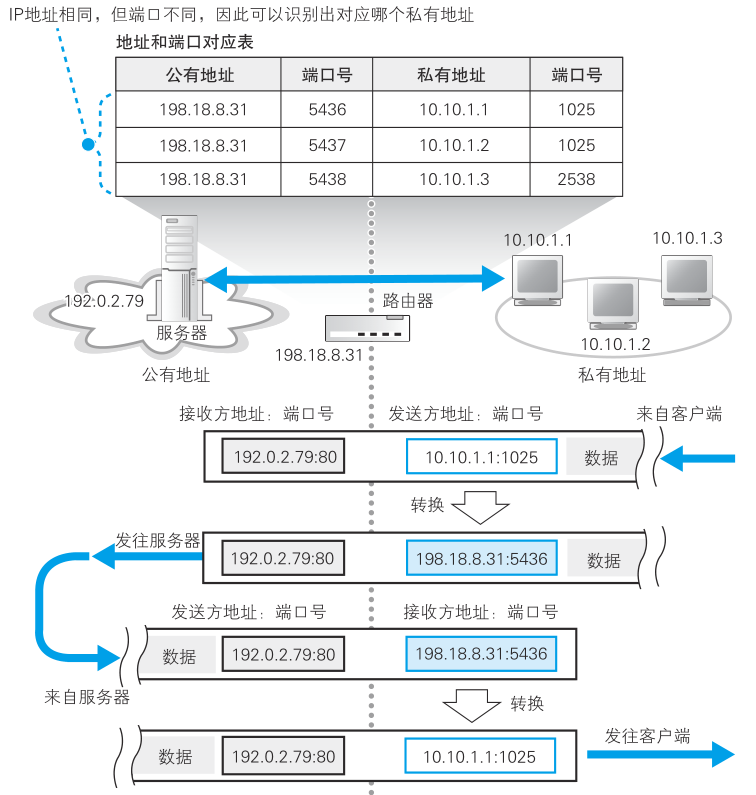 IP地址相同，但端口不同，因此可以识别出对应哪个私有地址
地址和端口对应表
公有地址 端口号 私有地址 端口号
198.18.8.31 5436 10.10.1.1 1025
198.18.8.31 5437 10.10.1.2 1025
198.18.8.31 5438 10.10.1.3 2538
10.10.1.1
10.10.1.3
192.0.2.79
服务器
路由器
198.18.8.31
10.10.1.2
公有地址
私有地址
接收方地址：端口号 发送方地址：端口号 来自客户端
192.0.2.79:80 10.10.1.1:1025 数据
转换
发往服务器
192.0.2.79:80 198.18.8.31:5436 数据
发送方地址：端口号 接收方地址：端口号
数据 192.0.2.79:80 198.18.8.31:5436
来自服务器
转换
发往客户端
数据 192.0.2.79:80 10.10.1.1:1025